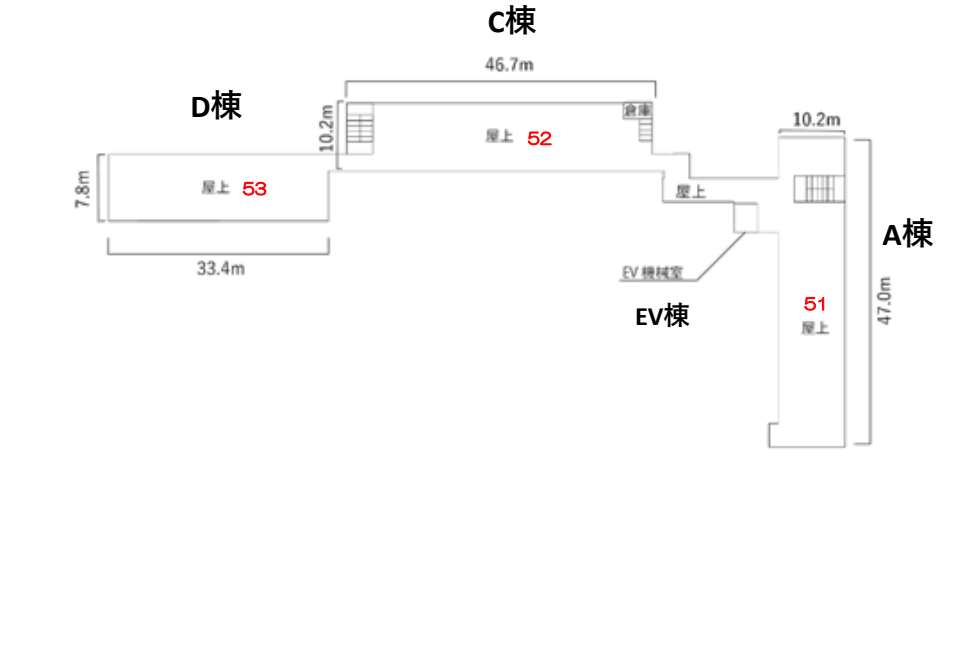 C棟
46.7m
D棟
10.2m
倉庫
屋上 52
10.2m
7.8m
屋上 53
屋上
A棟
33.4m
EV 機械室
EV棟
51
屋上
47.0m